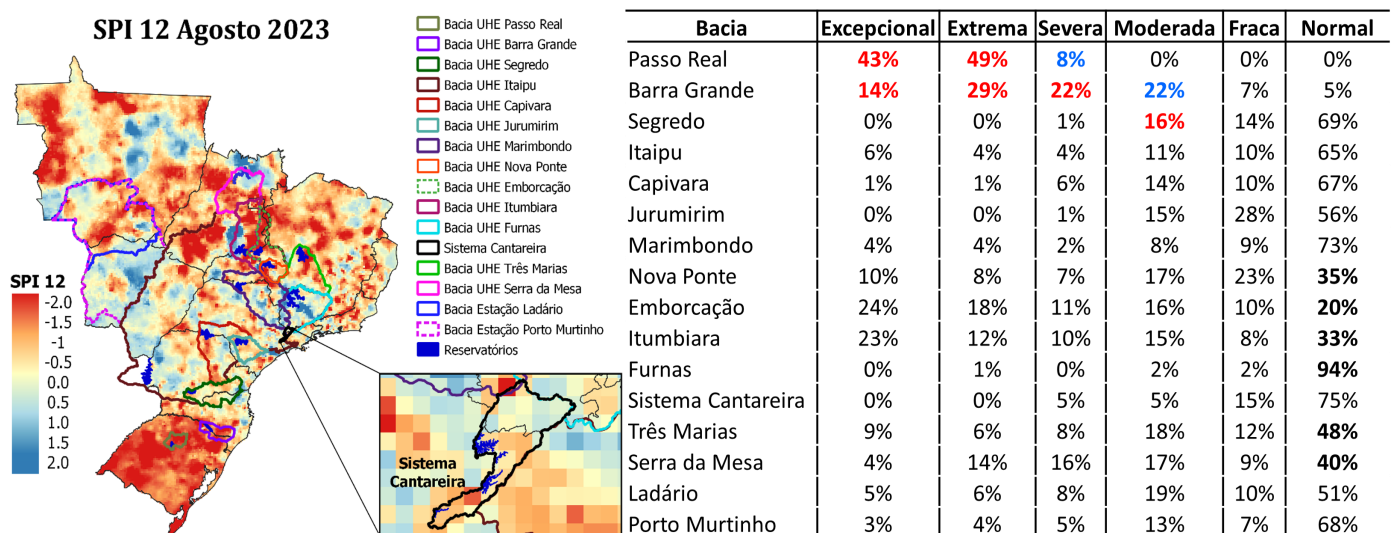 SPI 12 Agosto 2023
Bacia UHE Passo Real
Bacia UHE Barra Grande
Bacia UHE Segredo
Bacia UHE Itaipu
Bacia UHE Capivara
Bacia UHE Jurumirim
Bacia UHE Marimbondo
Bacia UHE Nova Ponte
Bacia UHE Emborcação
Bacia UHE Itumbiara
Bacia UHE Furnas
Sistema Cantareira
Bacia UHE Três Marias
Bacia UHE Serra da Mesa
Bacia Estação Ladário
Bacia Estação Porto Murtinho
Reservatórios
SPI 12
-2.0
-1.5
-1
-0.5
0.0
0.5
1.0
1.5
2.0
Sistema
Cantareira
Bacia Excepcional Extrema Severa Moderada Fraca Normal
Passo Real 43% 49% 8% 0% 0% 0%
Barra Grande 14% 29% 22% 22% 7% 5%
Segredo 0% 0% 1% 16% 14% 69%
Itaipu 6% 4% 4% 11% 10% 65%
Capivara 1% 1% 6% 14% 10% 67%
Jurumirim 0% 0% 1% 15% 28% 56%
Marimbondo 4% 4% 2% 8% 9% 73%
Nova Ponte 10% 8% 7% 17% 23% 35%
Emborcação 24% 18% 11% 16% 10% 20%
Itumbiara 23% 12% 10% 15% 8% 33%
Furnas 0% 1% 0% 2% 2% 94%
Sistema Cantareira 0% 0% 5% 5% 15% 75%
Três Marias 9% 6% 8% 18% 12% 48%
Serra da Mesa 4% 14% 16% 17% 9% 40%
Ladário 5% 6% 8% 19% 10% 51%
Porto Murtinho 3% 4% 5% 13% 7% 68%